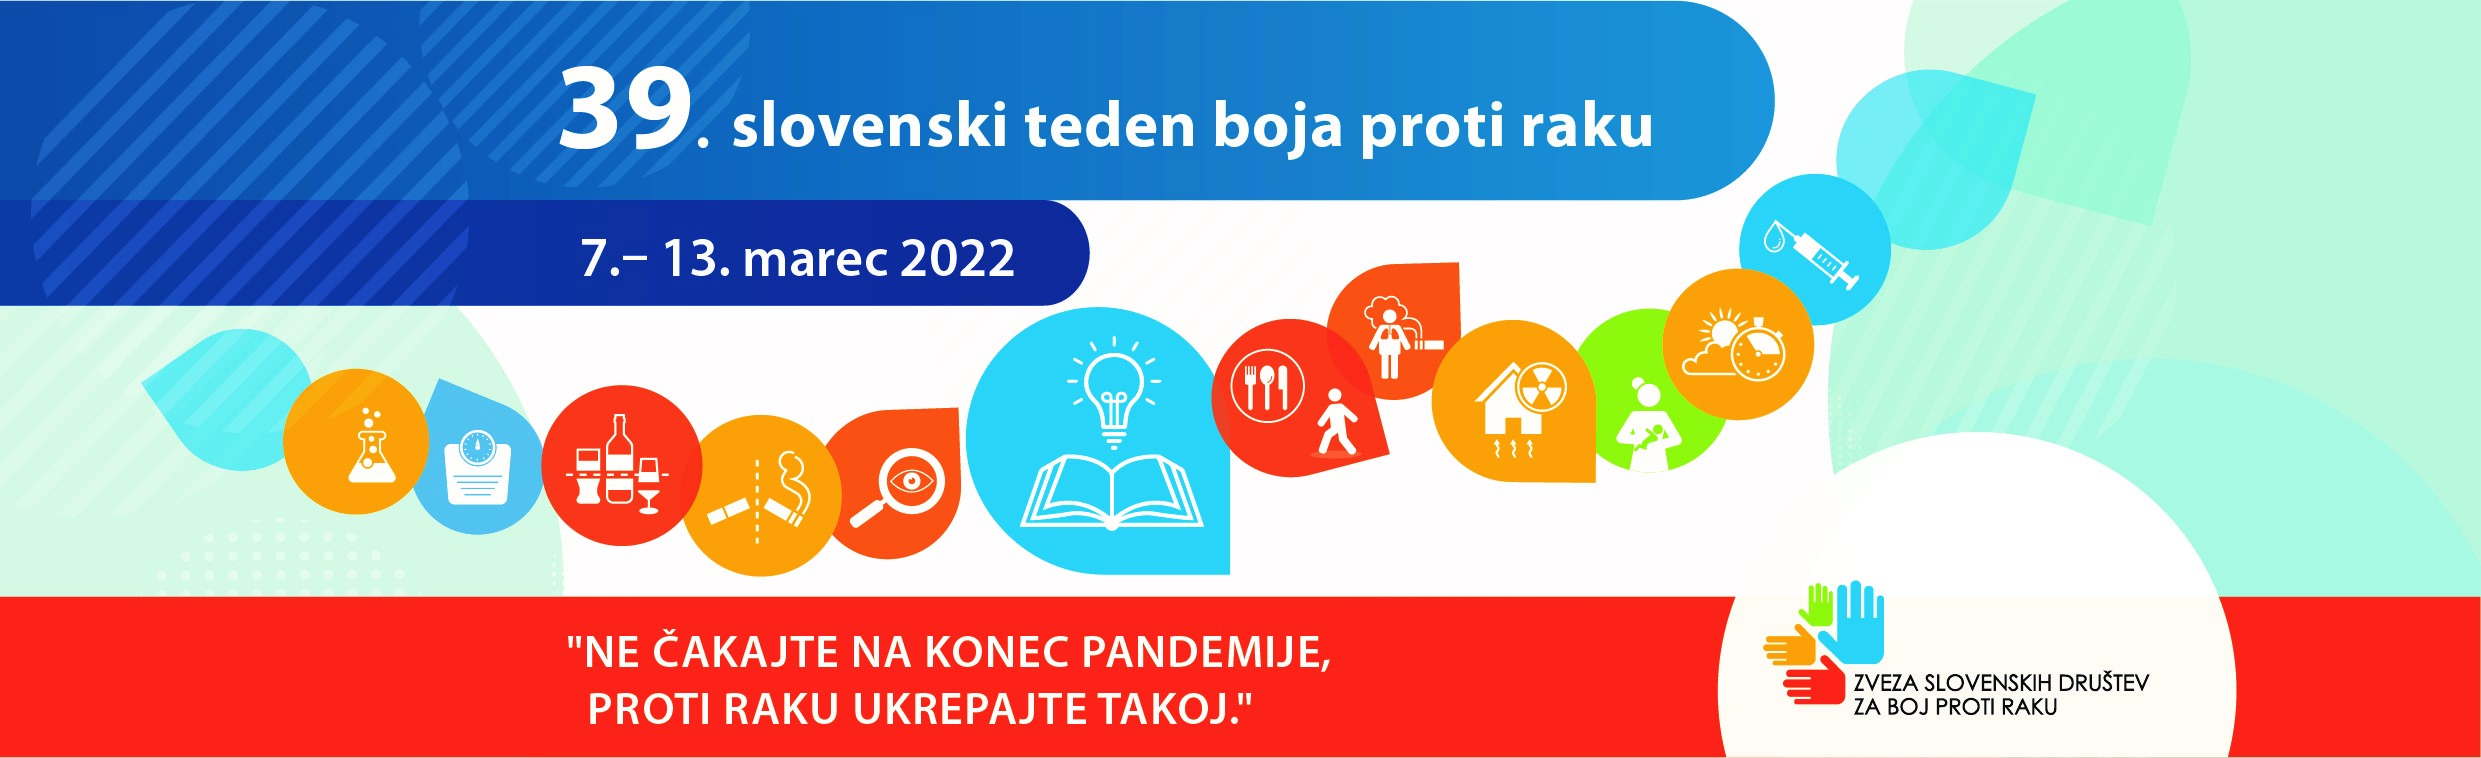 39. slovenski teden boja proti raku
7.– 13. marec 2022
"NE ČAKAJTE NA KONEC PANDEMIJE,
PROTI RAKU UKREPAJTE TAKOJ."
ZVEZA SLOVENSKIH DRUŠTEV
ZA BOJ PROTI RAKU